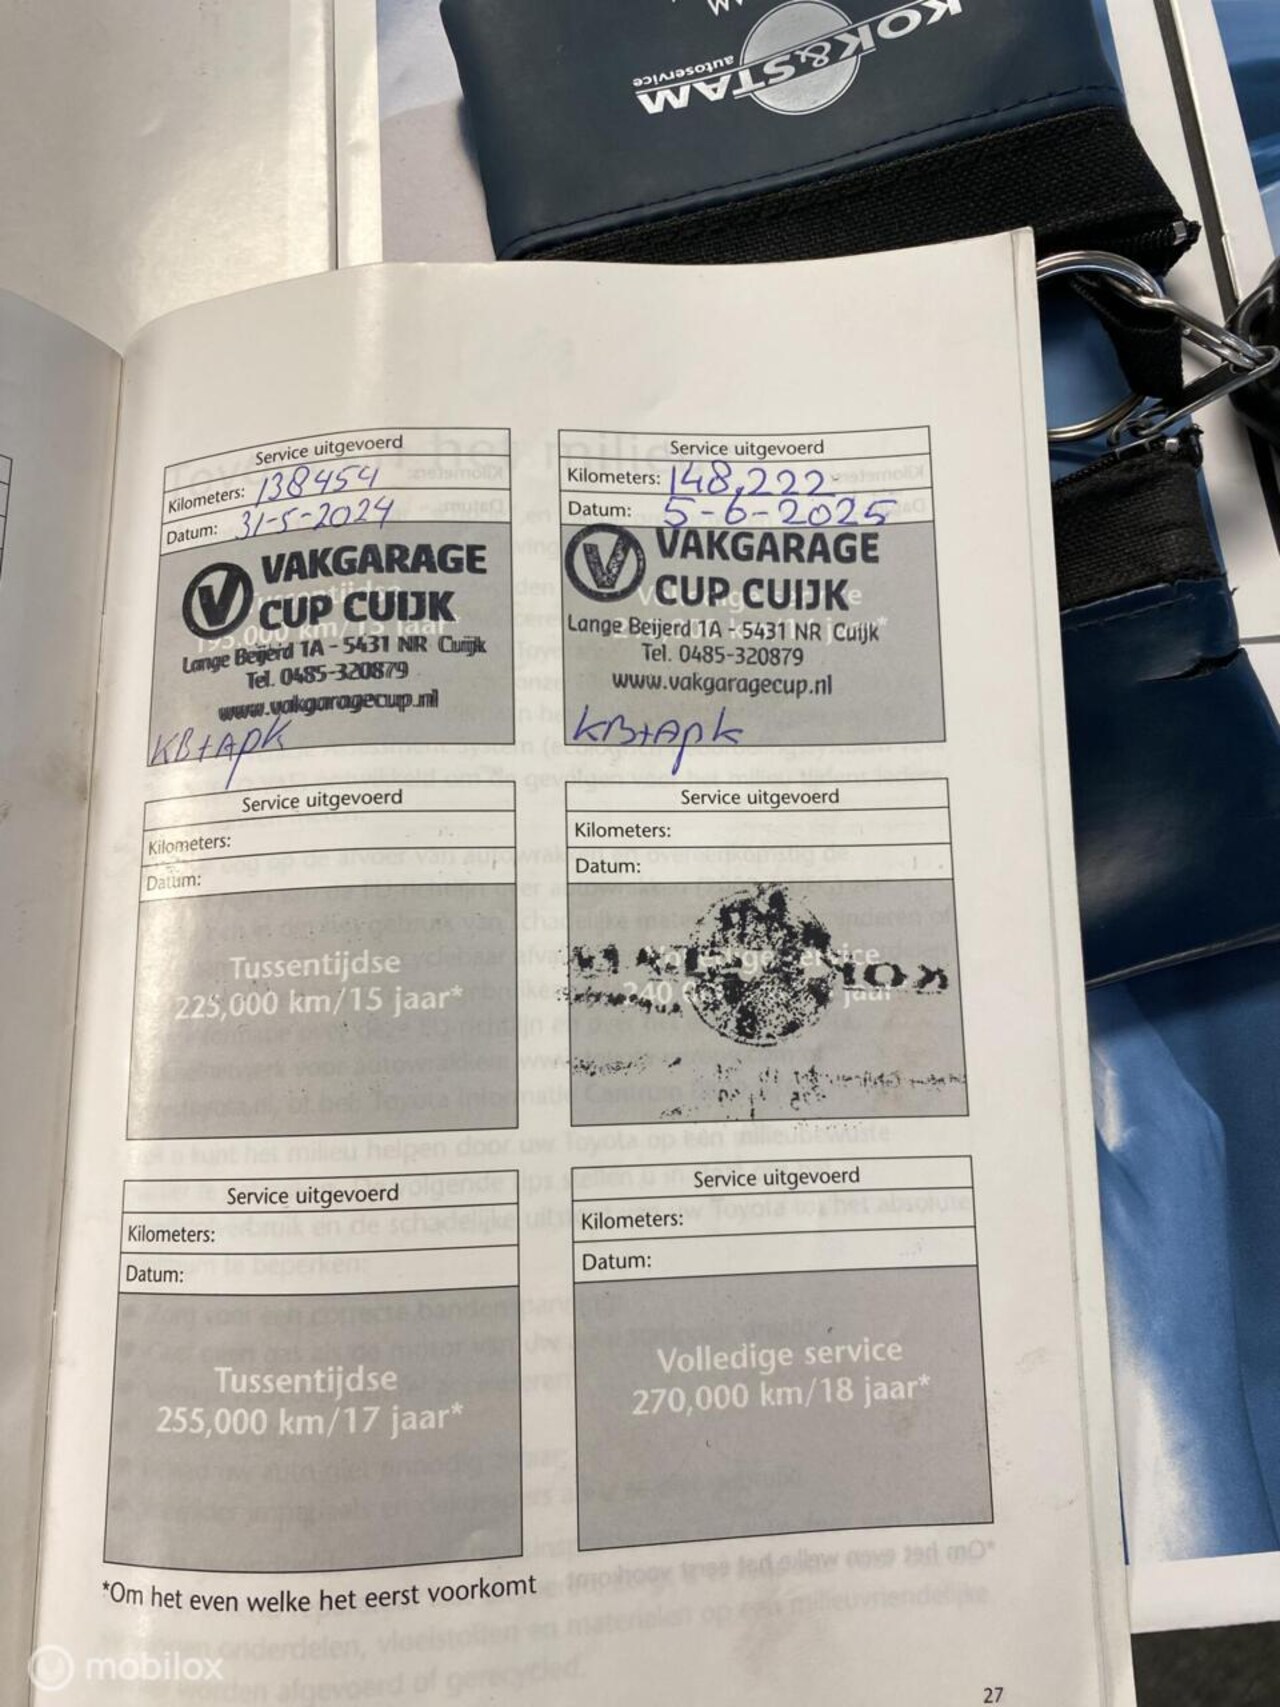 KOK&STAM
autoservice
Service uitgevoerd
Kilometers: 138454
Datum: 31-5-2024
VAKGARAGE
CUP CUIJK
Lange Beijerd 1A - 5431 NR Cuijk
Tel. 0485-320879
www.vakgaragecup.nl
KB+APK
Service uitgevoerd
Kilometers: 148,222
Datum: 5-6-2025
VAKGARAGE
CUP CUIJK
Lange Beijerd 1A - 5431 NR Cuijk
Tel. 0485-320879
www.vakgaragecup.nl
KB+Apk
Service uitgevoerd
Kilometers:
Datum:
Tussentijdse
225,000 km/15 jaar*
Service uitgevoerd
Kilometers:
Datum:
Service uitgevoerd
Kilometers:
Datum:
Tussentijdse
255,000 km/17 jaar*
Service uitgevoerd
Kilometers:
Datum:
Volledige service
270,000 km/18 jaar*
*Om het even welke het eerst voorkomt
27
mobilox